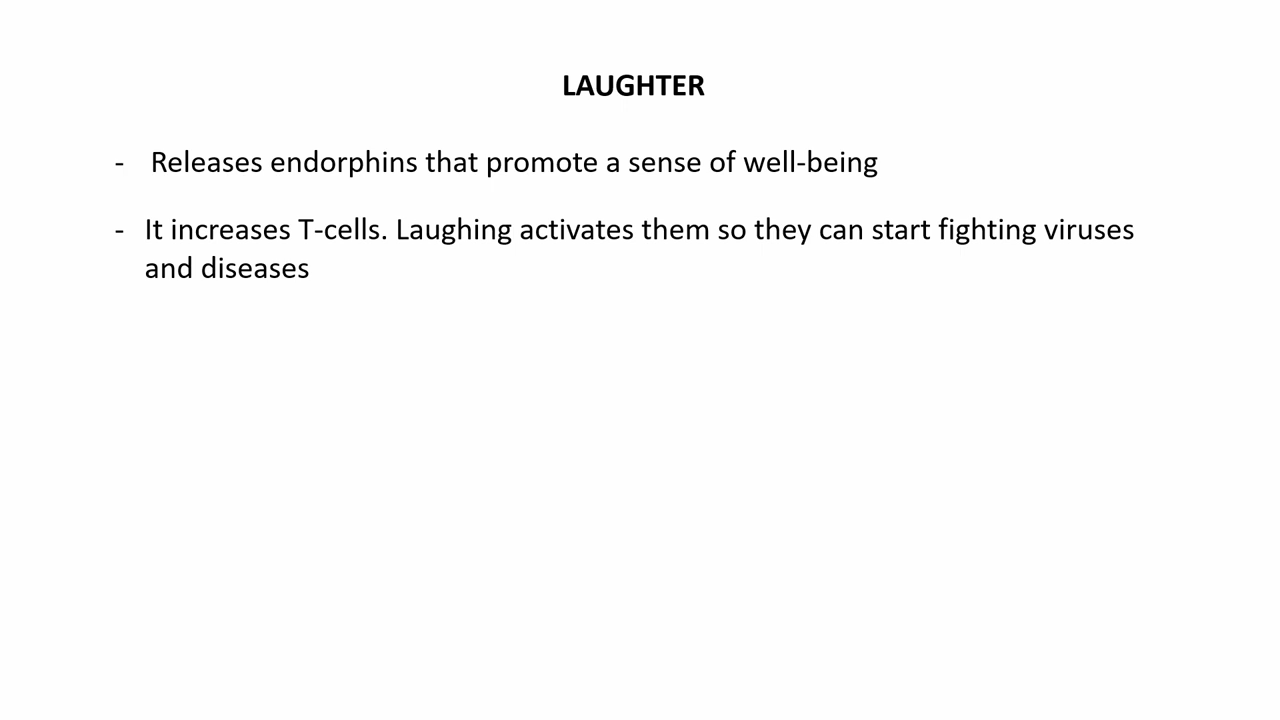 LAUGHTER
- Releases endorphins that promote a sense of well-being
- It increases T-cells. Laughing activates them so they can start fighting viruses
and diseases